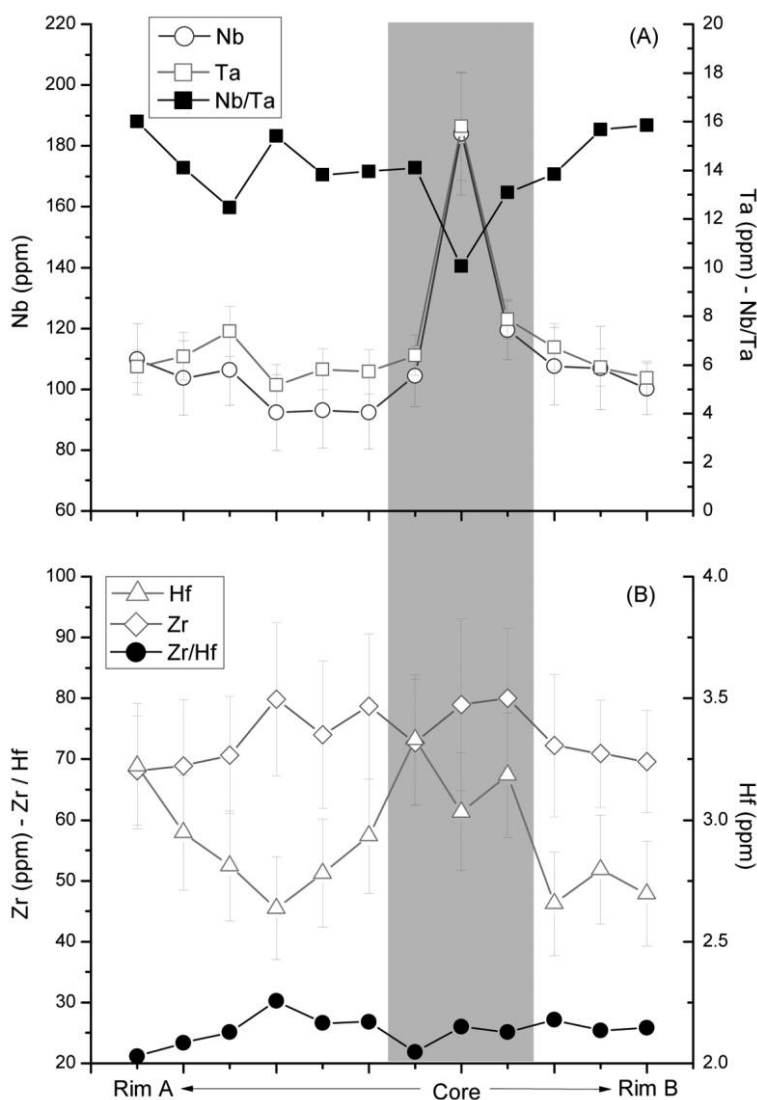 220
200
180
160
140
120
100
80
60
Nb (ppm)
Nb
Ta
Nb/Ta
(A)
20
18
16
14
12
10
8
6
4
2
0
Ta (ppm) - Nb/Ta
100
90
80
70
60
50
40
30
20
Zr (ppm) - Zr / Hf
Hf
Zr
Zr/Hf
(B)
4.0
3.5
3.0
2.5
2.0
Hf (ppm)
Rim A Core Rim B